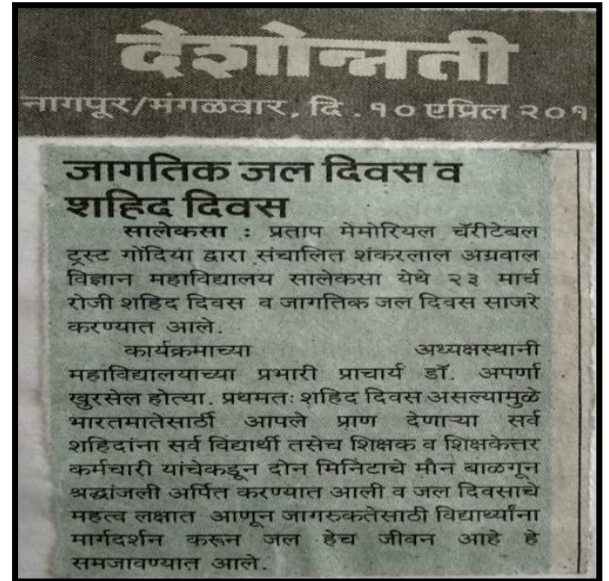 देशोन्नती
नागपूर/मंगळवार, दि .१० एप्रिल २०१
जागतिक जल दिवस व
शहिद दिवस
सालेकसा : प्रताप मेमोरियल चॅरीटेबल
ट्रस्ट गोंदिया द्वारा संचालित शंकरलाल अग्रवाल
विज्ञान महाविद्यालय सालेकसा येथे २३ मार्च
रोजी शहिद दिवस व जागतिक जल दिवस साजरे
करण्यात आले.
कार्यक्रमाच्या अध्यक्षस्थानी
महाविद्यालयाच्या प्रभारी प्राचार्य डॉ. अपर्णा
खुरसेल होत्या. प्रथमतः शहिद दिवस असल्यामुळे
भारतमातेसाठी आपले प्राण देणाऱ्या सर्व
शहिदांना सर्व विद्यार्थी तसेच शिक्षक व शिक्षकेत्तर
कर्मचारी यांचेकडून दोन मिनिटाचे मौन बाळगून
श्रद्धांजली अर्पित करण्यात आली व जल दिवसाचे
महत्व लक्षात आणून जागरुकतेसाठी विद्यार्थ्यांना
मार्गदर्शन करून जल हेच जीवन आहे हे
समजावण्यात आले.